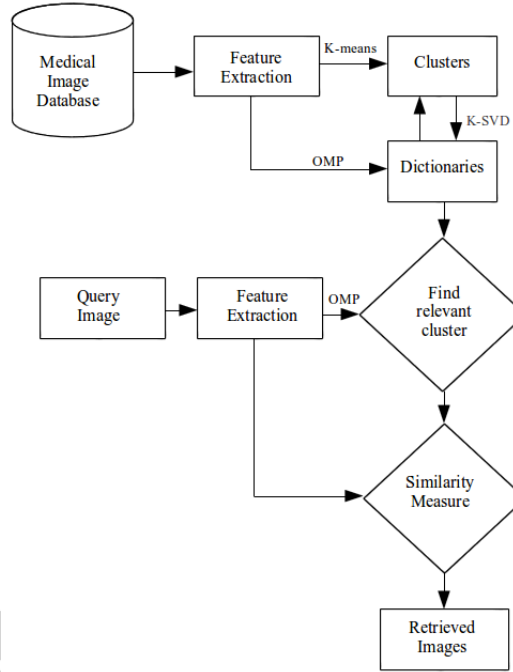 Medical
Image
Database
Feature
Extraction
K-means
Clusters
K-SVD
OMP
Dictionaries
Query
Image
Feature
Extraction
OMP
Find
relevant
cluster
Similarity
Measure
Retrieved
Images